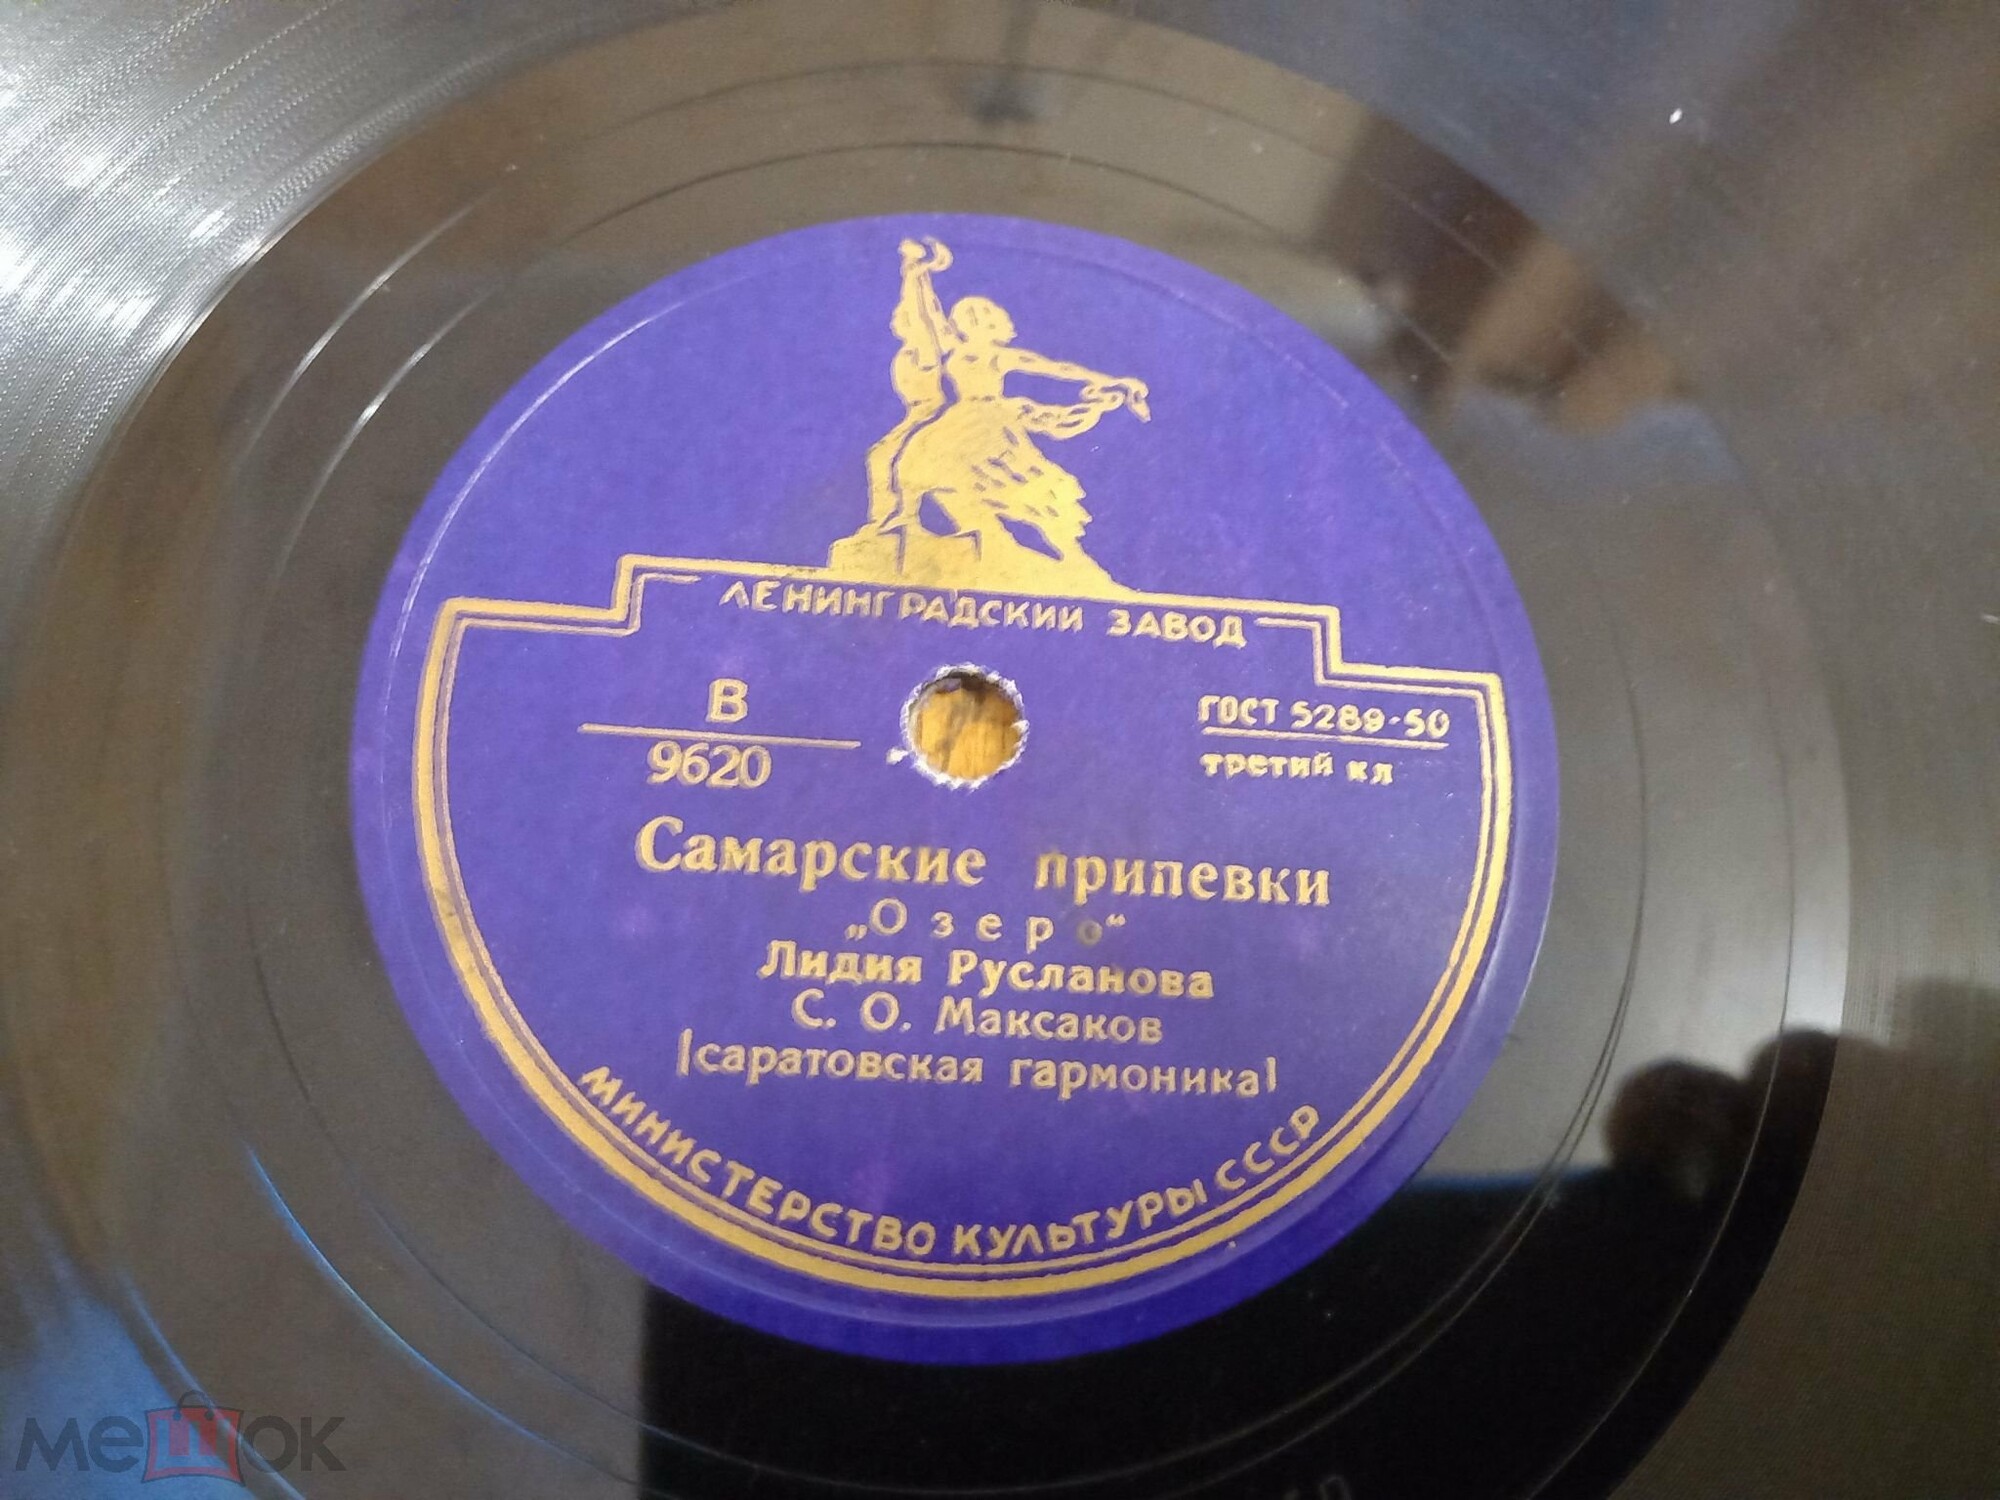 ЛЕНИНГРАДСКИЙ ЗАВОД
В
9620
ГОСТ 5289-50
третий кл
Самарские припевки
„Озеро“
Лидия Русланова
С. О. Максаков
(саратовская гармоника)
МИНИСТЕРСТВО КУЛЬТУРЫ СССР
мешок